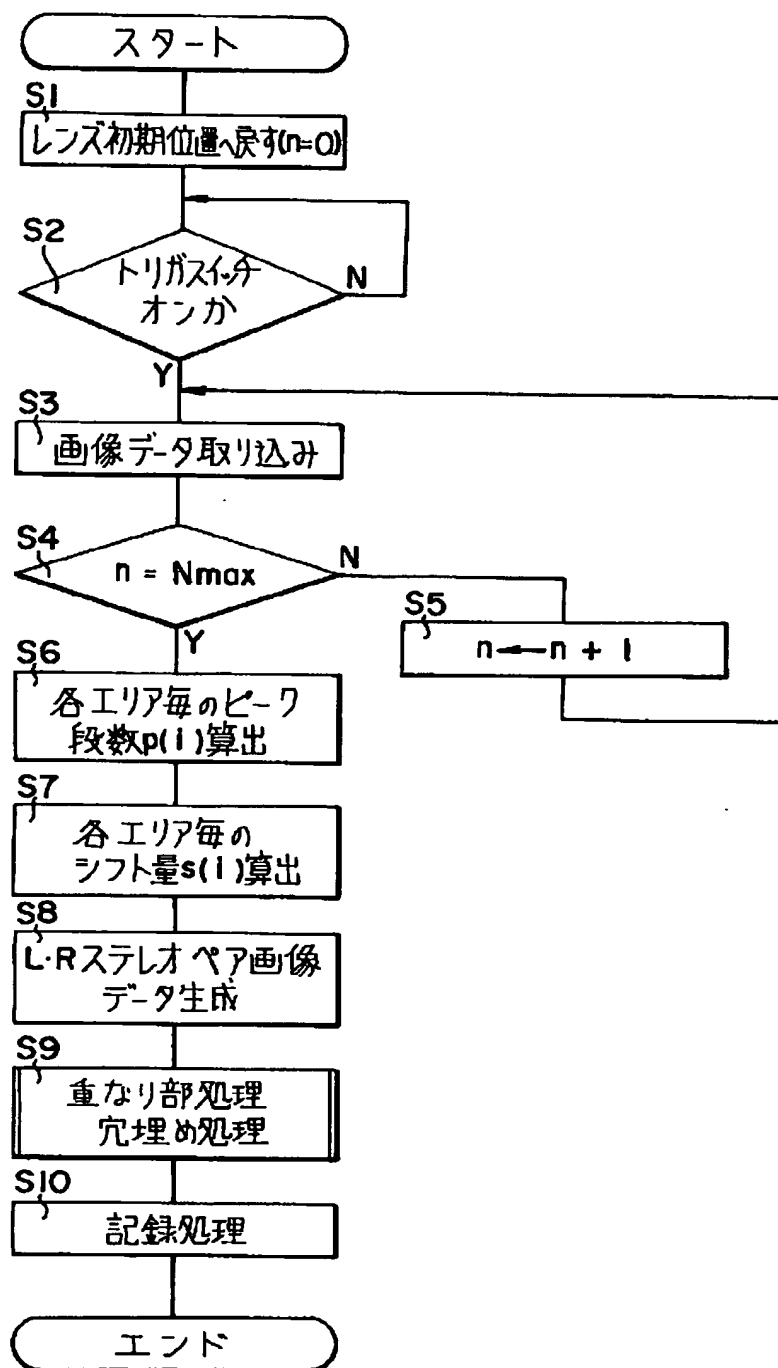 スタート
S1
レンズ初期位置へ戻す(n=0)
S2
トリガスイッチ
オンか
N
Y
S3
画像データ取り込み
S4
n = Nmax
N
Y
S5
n ← n + 1
S6
各エリア毎のピーク
段数p(i)算出
S7
各エリア毎の
シフト量s(i)算出
S8
L·Rステレオペア画像
データ生成
S9
重なり部処理
穴埋め処理
S10
記録処理
エンド